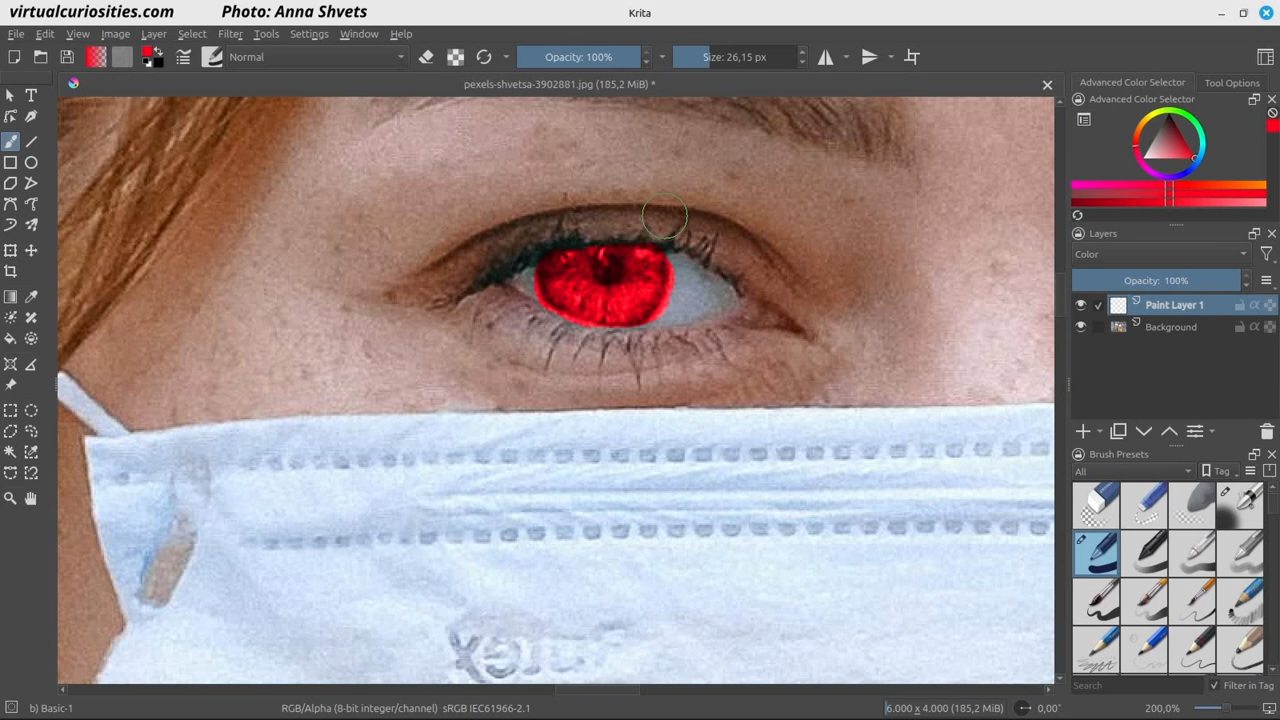 virtualcuriosities.com Photo: Anna Shvets
Krita
File Edit View Image Layer Select Filter Tools Settings Window Help
Normal
Opacity: 100%
Size: 26,15 px
pexels-shvetsa-3902881.jpg (185,2 MiB) *
Advanced Color Selector
Tool Options
Advanced Color Selector
Layers
Color
Opacity: 100%
Paint Layer 1
Background
Brush Presets
All
Tag
Search
Filter in Tag
b) Basic-1
RGB/Alpha (8-bit integer/channel) sRGB IEC61966-2.1
6.000 x 4.000 (185,2 MiB)
0,00°
200,0%